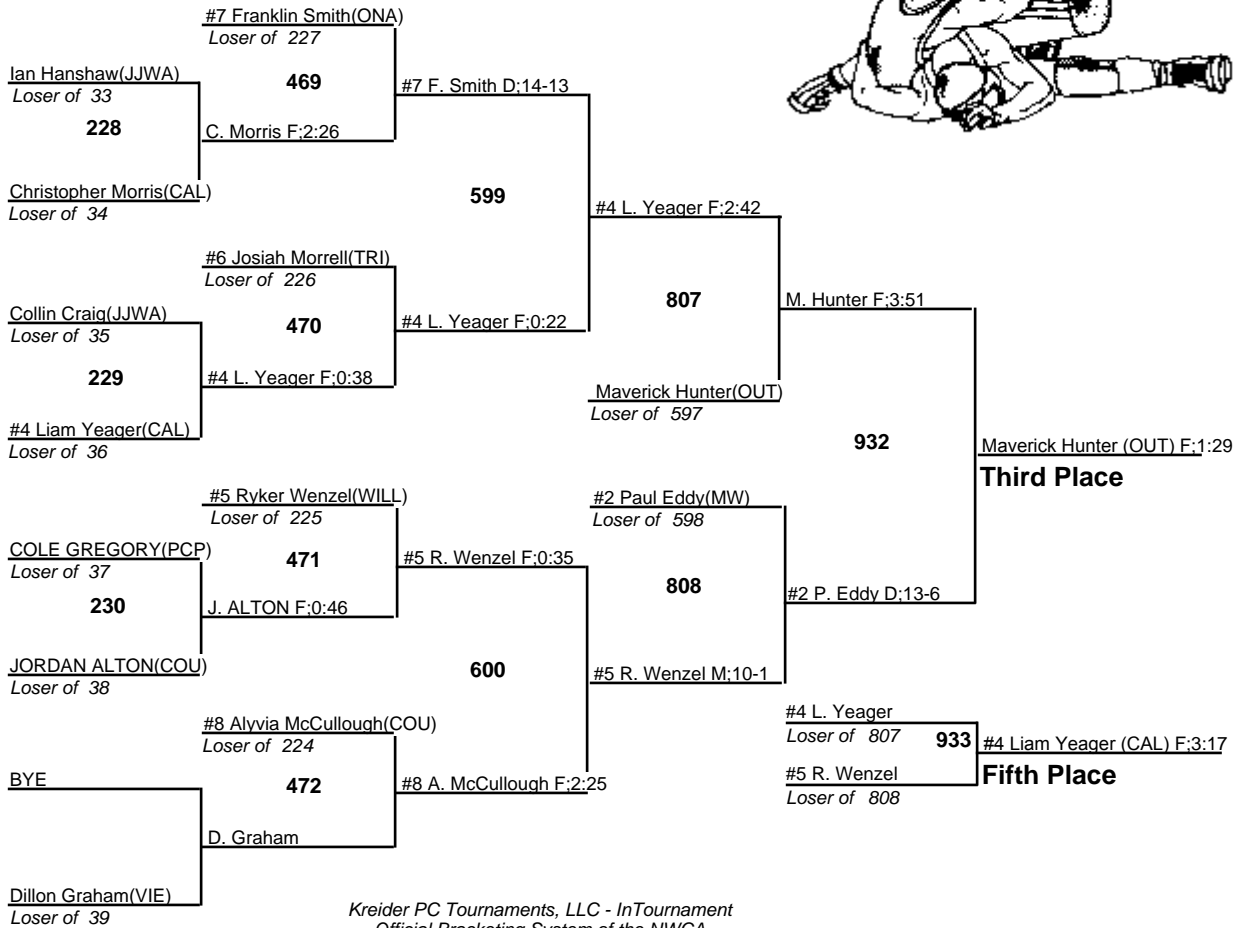 #7 Franklin Smith(ONA)
Loser of 227
Ian Hanshaw(JJWA)
Loser of 33
469
#7 F. Smith D;14-13
228
C. Morris F;2:26
Christopher Morris(CAL)
Loser of 34
599
#4 L. Yeager F;2:42
#6 Josiah Morrell(TRI)
Loser of 226
Collin Craig(JJWA)
Loser of 35
470
#4 L. Yeager F;0:22
807
M. Hunter F;3:51
229
#4 L. Yeager F;0:38
Maverick Hunter(OUT)
Loser of 597
#4 Liam Yeager(CAL)
Loser of 36
932
Maverick Hunter (OUT) F;1:29
Third Place
#5 Ryker Wenzel(WILL)
Loser of 225
#2 Paul Eddy(MW)
Loser of 598
COLE GREGORY(PCP)
Loser of 37
471
#5 R. Wenzel F;0:35
808
#2 P. Eddy D;13-6
230
J. ALTON F;0:46
JORDAN ALTON(COU)
Loser of 38
600
#5 R. Wenzel M;10-1
#8 Alyvia McCullough(COU)
Loser of 224
#4 L. Yeager
Loser of 807
933
#4 Liam Yeager (CAL) F;3:17
Fifth Place
#5 R. Wenzel
Loser of 808
BYE
472
#8 A. McCullough F;2:25
D. Graham
Dillon Graham(VIE)
Loser of 39
Kreider PC Tournaments, LLC - InTournament
Official Bracketing System of the NWCA